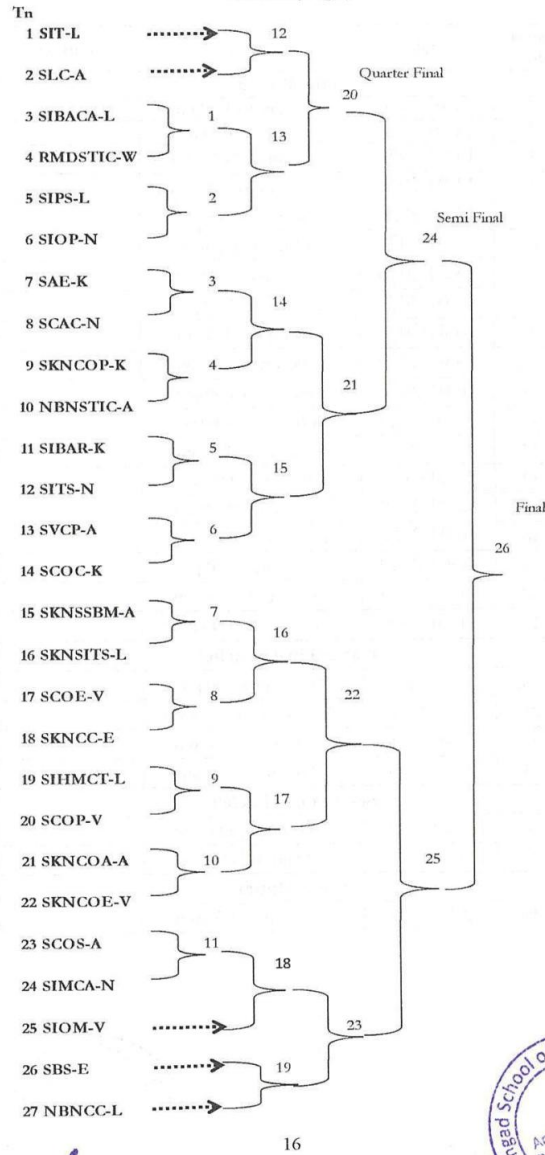 Tn
1 SIT-L
12
2 SLC-A
Quarter Final
20
3 SIBACA-L
1
13
4 RMDSTIC-W
5 SIPS-L
2
6 SIOP-N
Semi Final
24
7 SAE-K
3
14
8 SCAC-N
9 SKNCOP-K
4
21
10 NBNSTIC-A
11 SIBAR-K
5
15
12 SITS-N
Final
13 SVCP-A
6
26
14 SCOC-K
15 SKNSSBM-A
7
16
16 SKNSITS-L
17 SCOE-V
8
22
18 SKNCC-E
19 SIHMCT-L
9
17
20 SCOP-V
21 SKNCOA-A
10
25
22 SKNCOE-V
23 SCOS-A
11
18
24 SIMCA-N
25 SIOM-V
23
26 SBS-E
19
27 NBNCC-L
16
School o